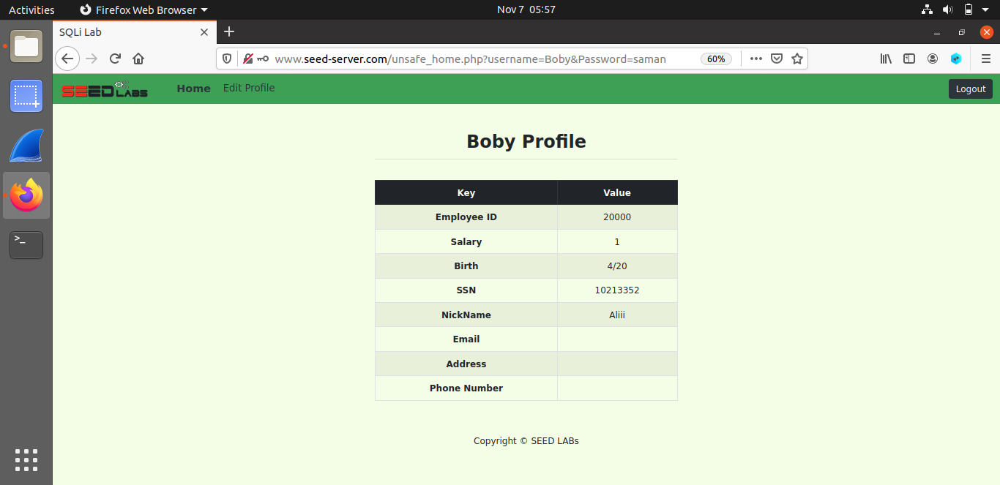 Activities Firefox Web Browser Nov 7 05:57
SQLi Lab
www.seed-server.com/unsafe_home.php?username=Boby&Password=saman 60%
SEED LABS Home Edit Profile Logout
Boby Profile
Key Value
Employee ID 20000
Salary 1
Birth 4/20
SSN 10213352
NickName Aliii
Email
Address
Phone Number
Copyright © SEED LABs